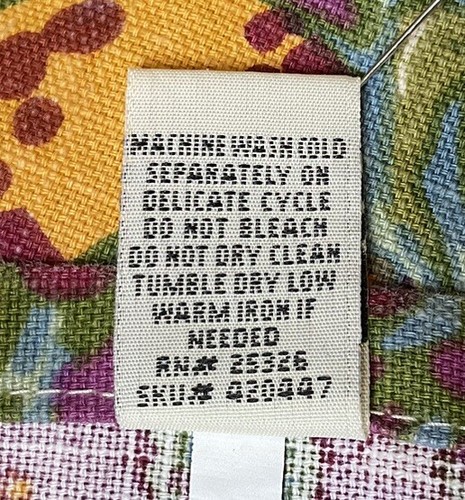 MACHINE WASH COLD
SEPARATELY ON
DELICATE CYCLE
DO NOT BLEACH
DO NOT DRY CLEAN
TUMBLE DRY LOW
WARM IRON IF
NEEDED
RN# 23326
SKU# 420447